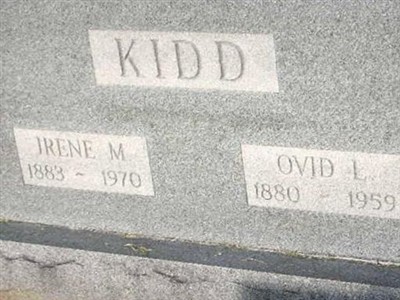 KIDD
IRENE M
1883 - 1970
OVID L
1880 - 1959